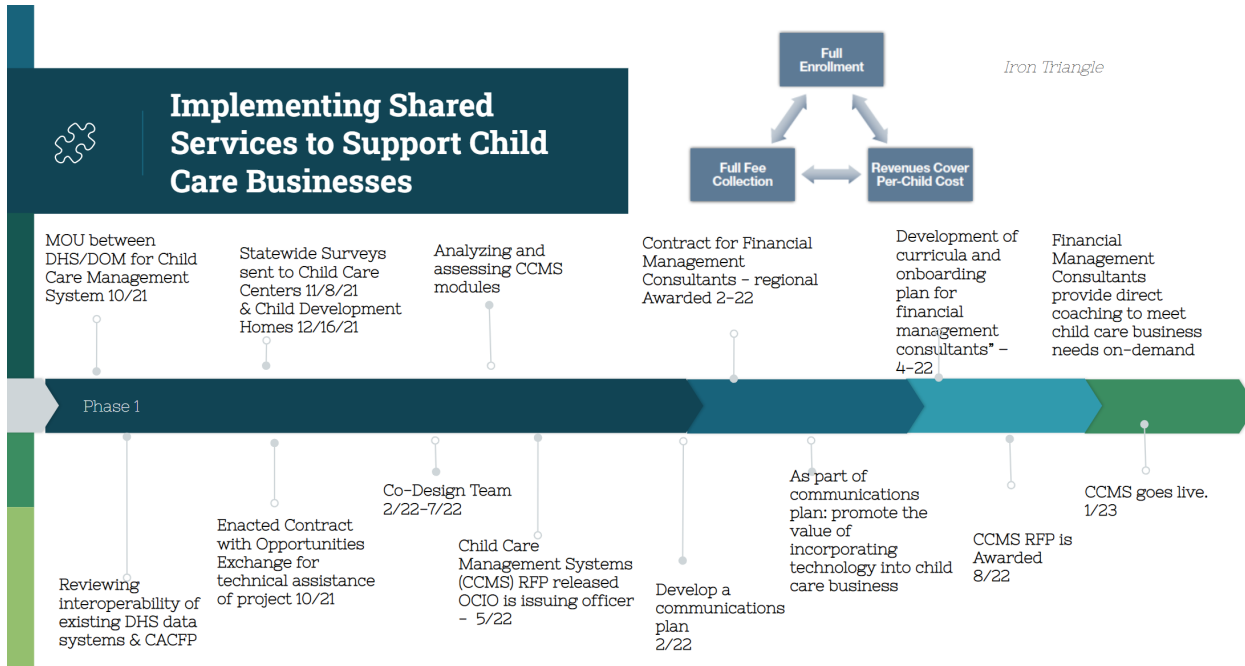 Implementing Shared
Services to Support Child
Care Businesses
Full
Enrollment
Iron Triangle
Full Fee
Collection
Revenues Cover
Per-Child Cost
MOU between
DHS/DOM for Child
Care Management
System 10/21
Statewide Surveys
sent to Child Care
Centers 11/8/21
& Child Development
Homes 12/16/21
Analyzing and
assessing CCMS
modules
Contract for Financial
Management
Consultants - regional
Awarded 2-22
Development of
curricula and
onboarding
plan for
financial
management
consultants” –
4-22
Financial
Management
Consultants
provide direct
coaching to meet
child care business
needs on-demand
Phase 1
Reviewing
interoperability of
existing DHS data
systems & CACFP
Enacted Contract
with Opportunities
Exchange for
technical assistance
of project 10/21
Co-Design Team
2/22-7/22
Child Care
Management Systems
(CCMS) RFP released
OCIO is issuing officer
- 5/22
Develop a
communications
plan
2/22
As part of
communications
plan: promote the
value of
incorporating
technology into child
care business
CCMS RFP is
Awarded
8/22
CCMS goes live.
1/23